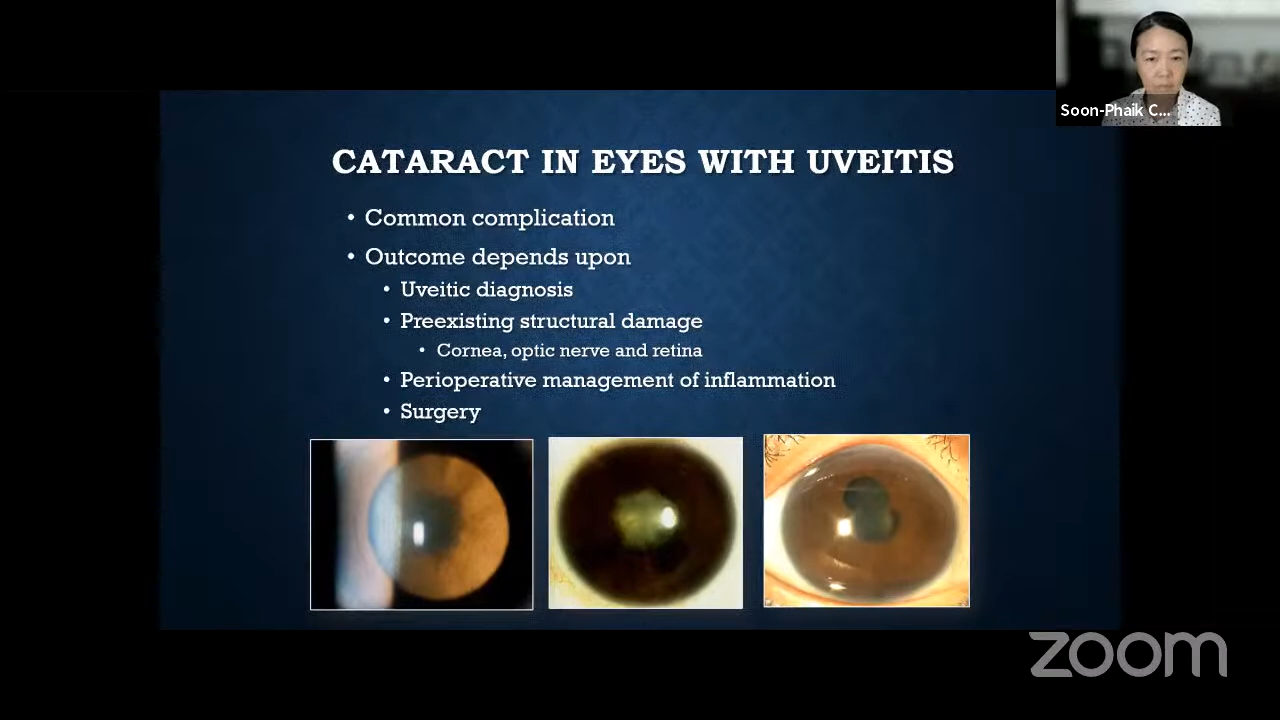 Soon-Phaik C...
CATARACT IN EYES WITH UVEITIS
• Common complication
• Outcome depends upon
• Uveitic diagnosis
• Preexisting structural damage
• Cornea, optic nerve and retina
• Perioperative management of inflammation
• Surgery
zoom